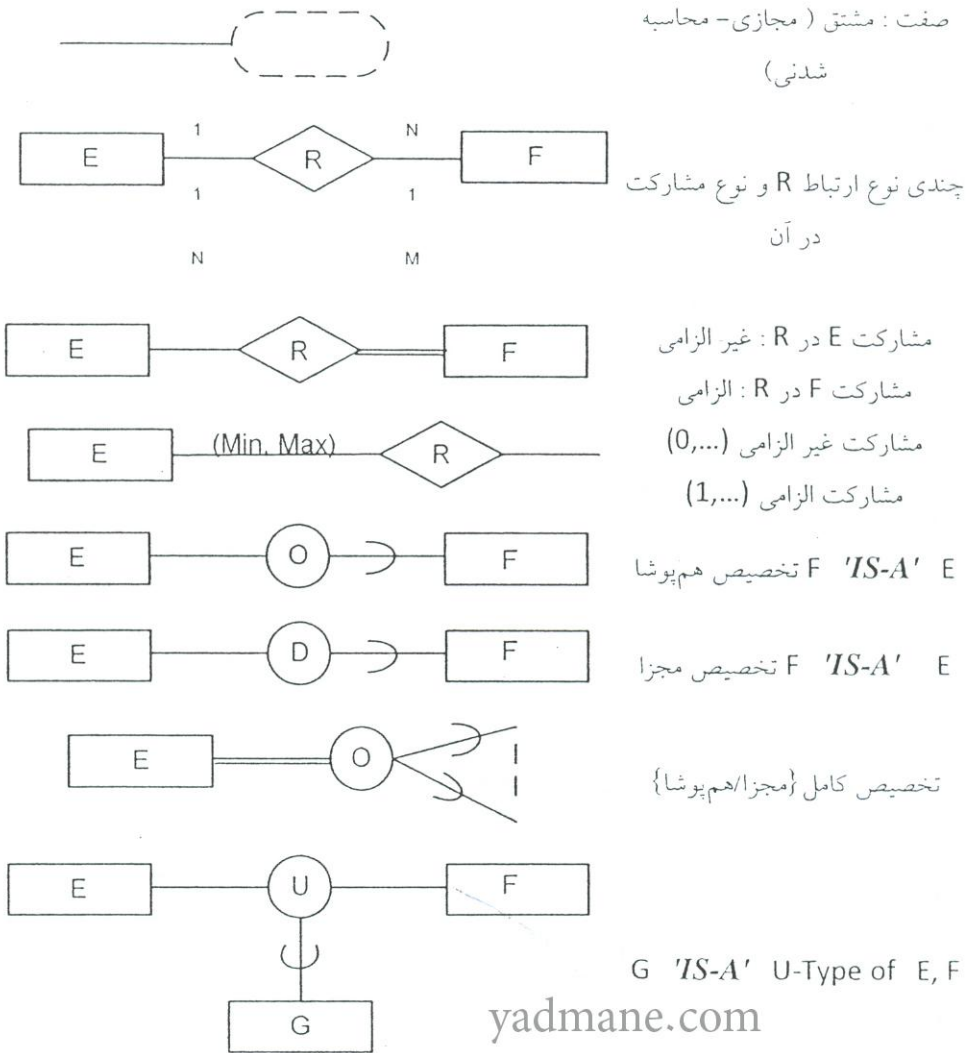 صفت : مشتق ( مجازی- محاسبه
شدنی)
1 N
E R F
1 1
چندی نوع ارتباط R و نوع مشارکت
در آن
N M
E R F
مشارکت E در R : غیر الزامی
مشارکت F در R : الزامی
E (Min, Max) R
مشارکت غیر الزامی (0,...)
مشارکت الزامی (1,...)
E O F
F 'IS-A' E تخصیص هم‌پوشا
E D F
F 'IS-A' E تخصیص مجزا
E O
تخصیص کامل {مجزا/هم‌پوشا}
E U F
G 'IS-A' U-Type of E, F
G
yadmane.com